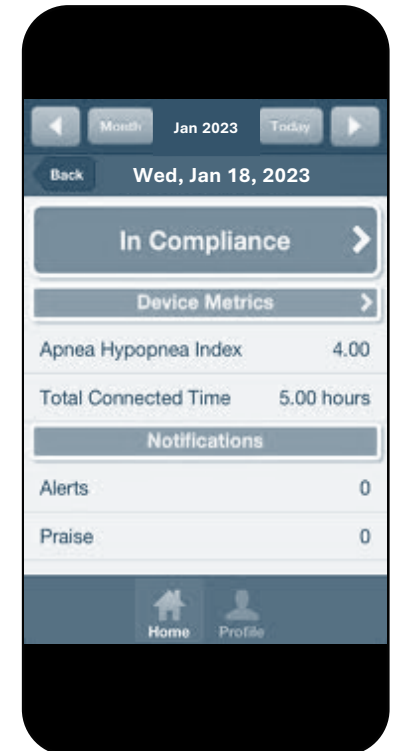 Month Jan 2023 Today
Back Wed, Jan 18, 2023
In Compliance
Device Metrics
Apnea Hypopnea Index 4.00
Total Connected Time 5.00 hours
Notifications
Alerts 0
Praise 0
Home Profile